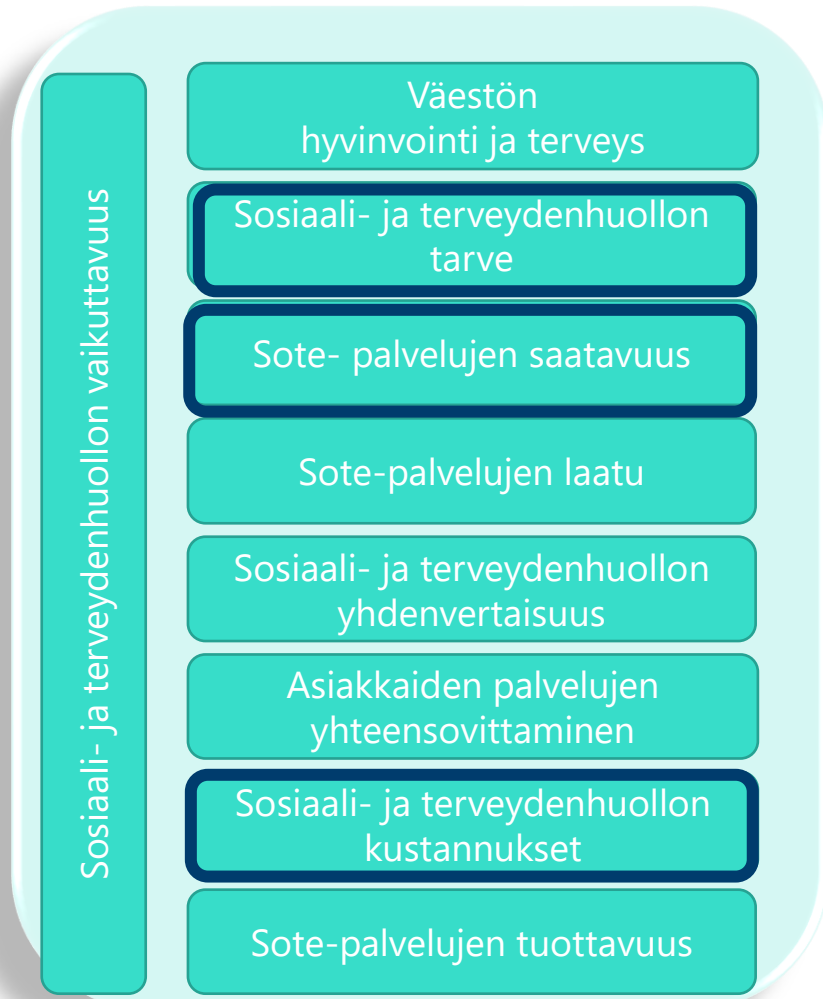 Sosiaali- ja terveydenhuollon vaikuttavuus
Väestön
hyvinvointi ja terveys
Sosiaali- ja terveydenhuollon
tarve
Sote- palvelujen saatavuus
Sote-palvelujen laatu
Sosiaali- ja terveydenhuollon
yhdenvertaisuus
Asiakkaiden palvelujen
yhteensovittaminen
Sosiaali- ja terveydenhuollon
kustannukset
Sote-palvelujen tuottavuus